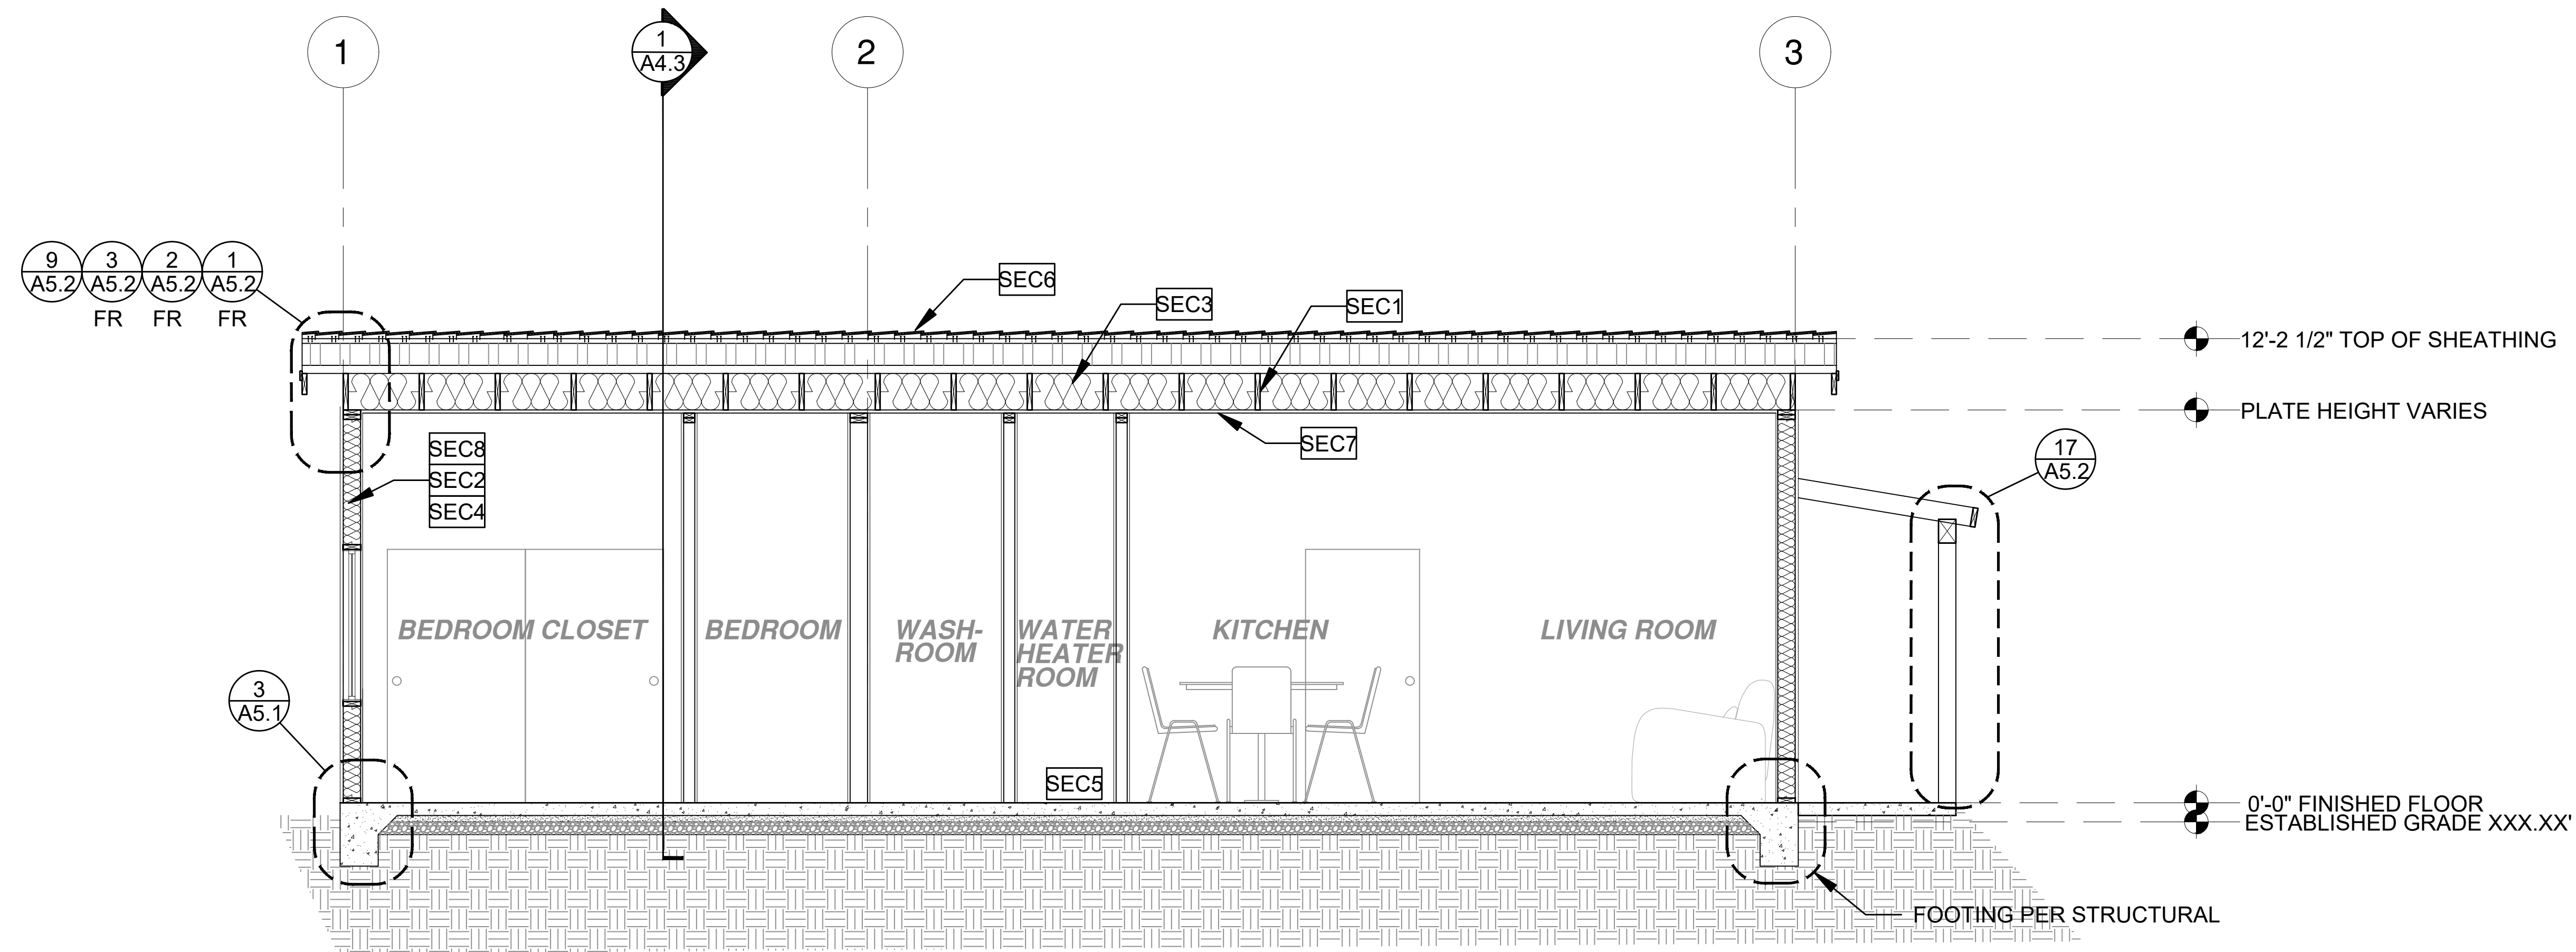 1
1
A4.3
2
3
9
A5.2
3
A5.2
FR
2
A5.2
FR
1
A5.2
FR
SEC6
SEC3
SEC1
12'-2 1/2" TOP OF SHEATHING
PLATE HEIGHT VARIES
SEC8
SEC2
SEC4
SEC7
17
A5.2
BEDROOM CLOSET
BEDROOM
WASH-
ROOM
WATER
HEATER
ROOM
KITCHEN
LIVING ROOM
3
A5.1
SEC5
0'-0" FINISHED FLOOR
ESTABLISHED GRADE XXX.XX'
FOOTING PER STRUCTURAL